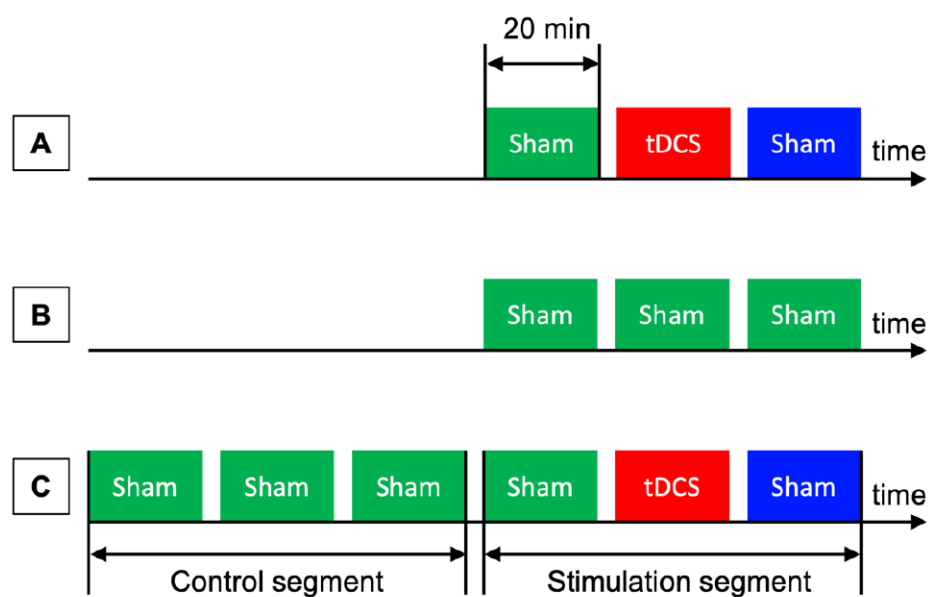 20 min
A
Sham tDCS Sham time
B
Sham Sham Sham time
C
Sham Sham Sham Sham tDCS Sham time
Control segment Stimulation segment